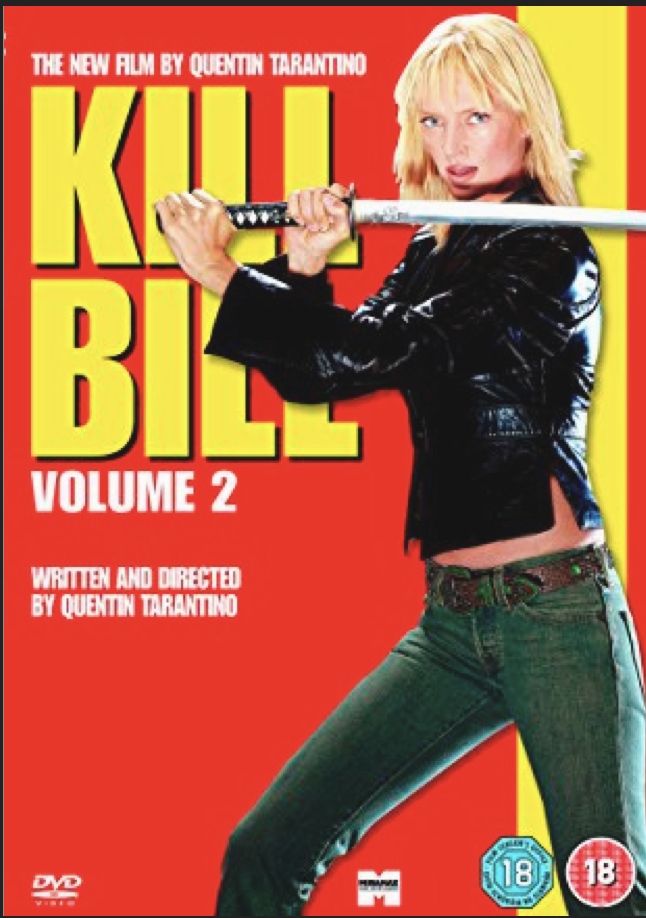 THE NEW FILM BY QUENTIN TARANTINO
KILL
BILL
VOLUME 2
WRITTEN AND DIRECTED
BY QUENTIN TARANTINO
DVD
VIDEO
MIRAMAX
18
18